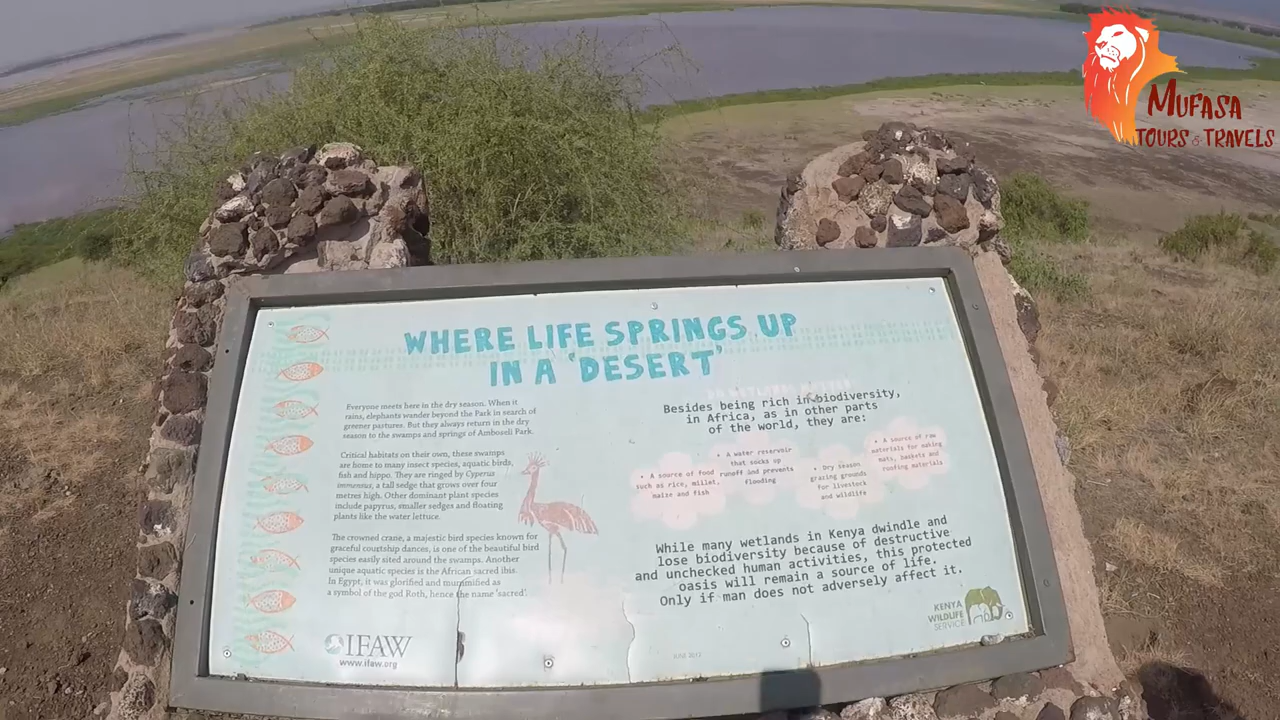 MUFASA
TOURS & TRAVELS
WHERE LIFE SPRINGS UP
IN A 'DESERT'
Everyone meets here in the dry season. When it
rains, elephants wander beyond the Park in search of
greener pastures. But they always return in the dry
season to the swamps and springs of Amboseli Park.
Critical habitats on their own, these swamps
are home to many insect species, aquatic birds,
fish and hippo. They are ringed by Cyperus
immensus, a tall sedge that grows over four
metres high. Other dominant plant species
include papyrus, smaller sedges and floating
plants like the water lettuce.
The crowned crane, a majestic bird species known for
graceful courtship dances, is one of the beautiful bird
species easily sited around the swamps. Another
unique aquatic species is the African sacred ibis.
In Egypt, it was glorified and mummified as
a symbol of the god Roth, hence the name 'sacred'.
IFAW
www.ifaw.org
Besides being rich in biodiversity,
in Africa, as in other parts
of the world, they are:
• A source of food
such as rice, millet,
maize and fish
• A water reservoir
that socks up
runoff and prevents
flooding
• Dry season
grazing grounds
for livestock
and wildlife
• A source of raw
materials for making
mats, baskets and
roofing materials
While many wetlands in Kenya dwindle and
lose biodiversity because of destructive
and unchecked human activities, this protected
oasis will remain a source of life.
Only if man does not adversely affect it.
KENYA
WILDLIFE
SERVICE